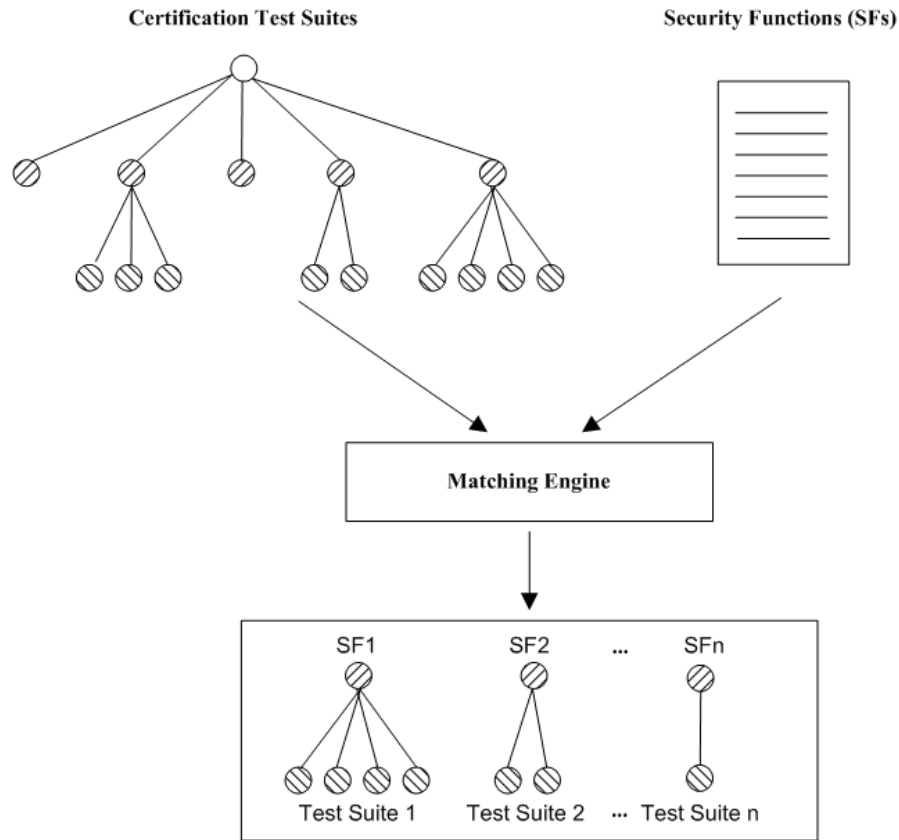 Certification Test Suites
Security Functions (SFs)
Matching Engine
SF1 SF2 ... SFn
Test Suite 1 Test Suite 2 ... Test Suite n